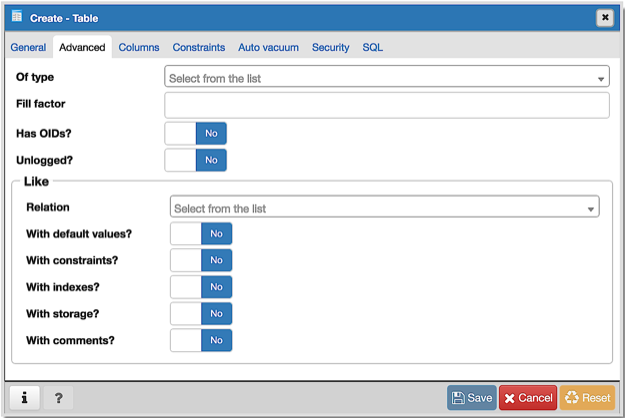 Create - Table
General Advanced Columns Constraints Auto vacuum Security SQL
Of type Select from the list
Fill factor
Has OIDs? No
Unlogged? No
Like
Relation Select from the list
With default values? No
With constraints? No
With indexes? No
With storage? No
With comments? No
i ? Save Cancel Reset